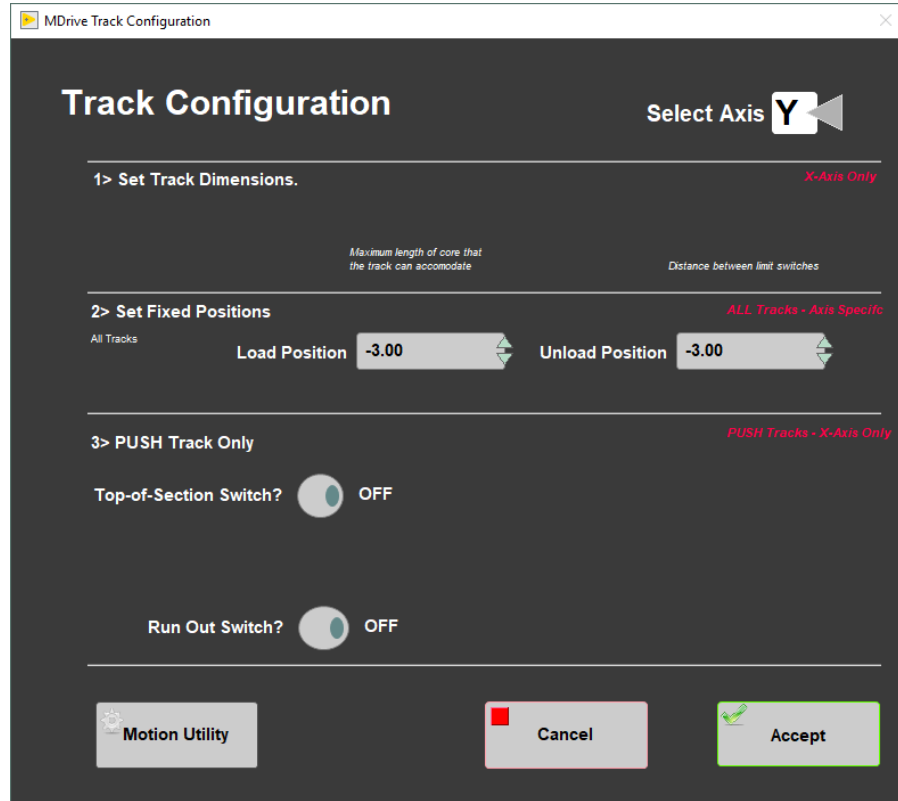 MDrive Track Configuration
Track Configuration
Select Axis Y
1> Set Track Dimensions.
X-Axis Only
Maximum length of core that
the track can accomodate
Distance between limit switches
2> Set Fixed Positions
ALL Tracks - Axis Specifc
All Tracks
Load Position -3.00
Unload Position -3.00
3> PUSH Track Only
PUSH Tracks - X-Axis Only
Top-of-Section Switch? OFF
Run Out Switch? OFF
Motion Utility
Cancel
Accept